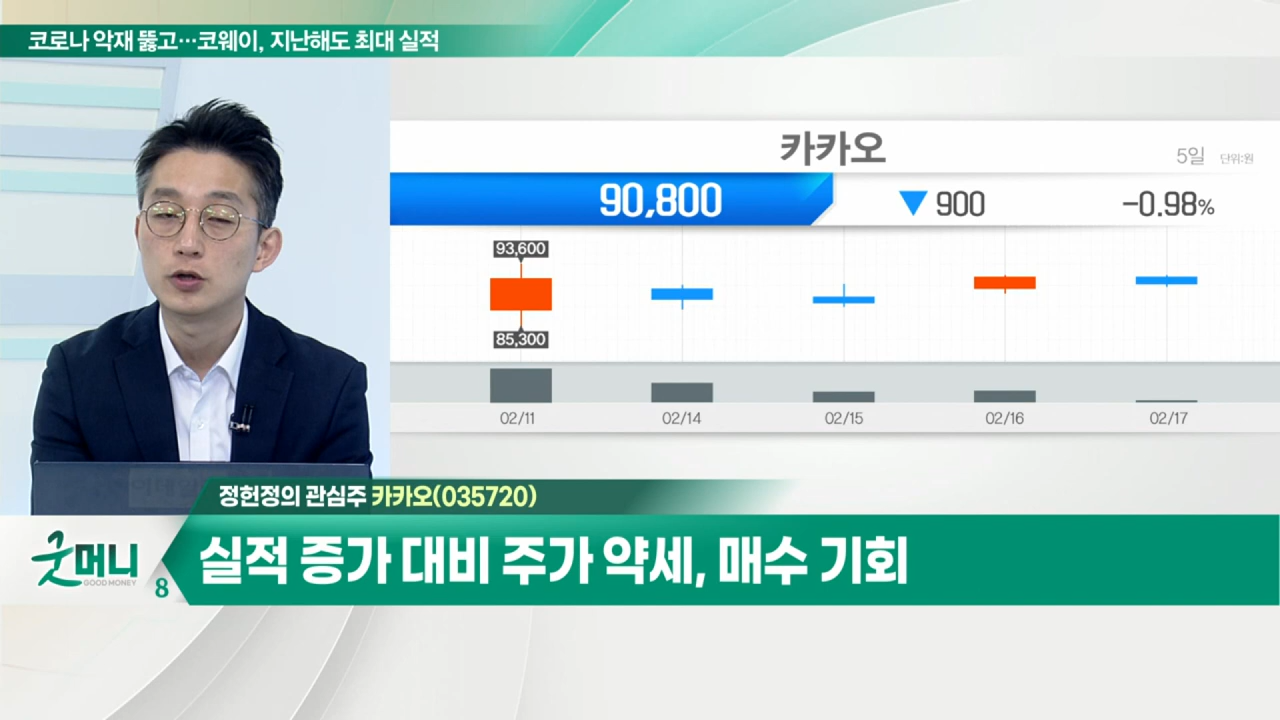 코로나 악재 뚫고…코웨이, 지난해도 최대 실적
카카오
5일 단위:원
90,800 ▼ 900 -0.98%
93,600
85,300
02/11 02/14 02/15 02/16 02/17
정헌정의 관심주 카카오(035720)
굿머니
GOOD MONEY
8
실적 증가 대비 주가 약세, 매수 기회